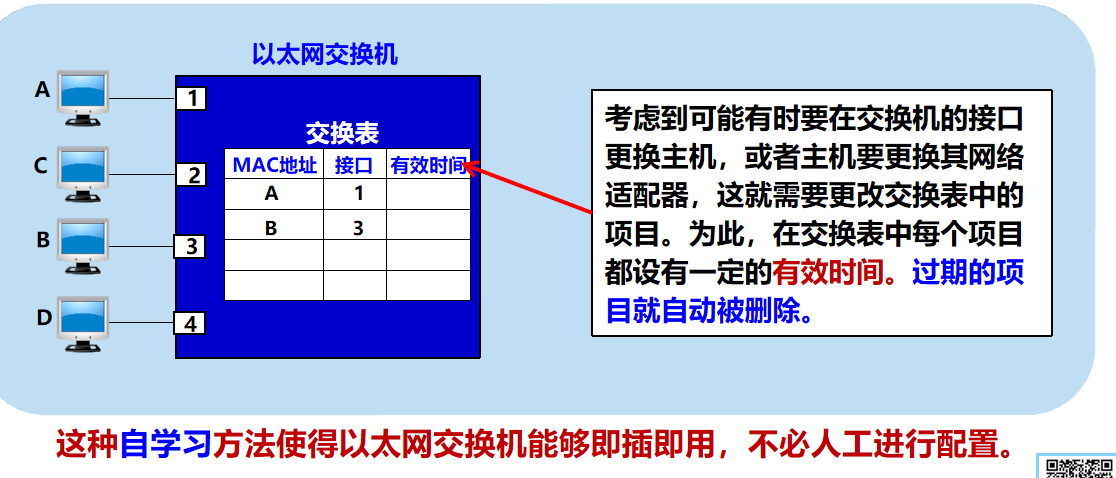 以太网交换机
A
C
B
D
1
2
3
4
交换表
MAC地址 接口 有效时间
A 1
B 3
考虑到可能有时要在交换机的接口
更换主机，或者主机要更换其网络
适配器，这就需要更改交换表中的
项目。为此，在交换表中每个项目
都设有一定的有效时间。过期的项
目就自动被删除。
这种自学习方法使得以太网交换机能够即插即用，不必人工进行配置。